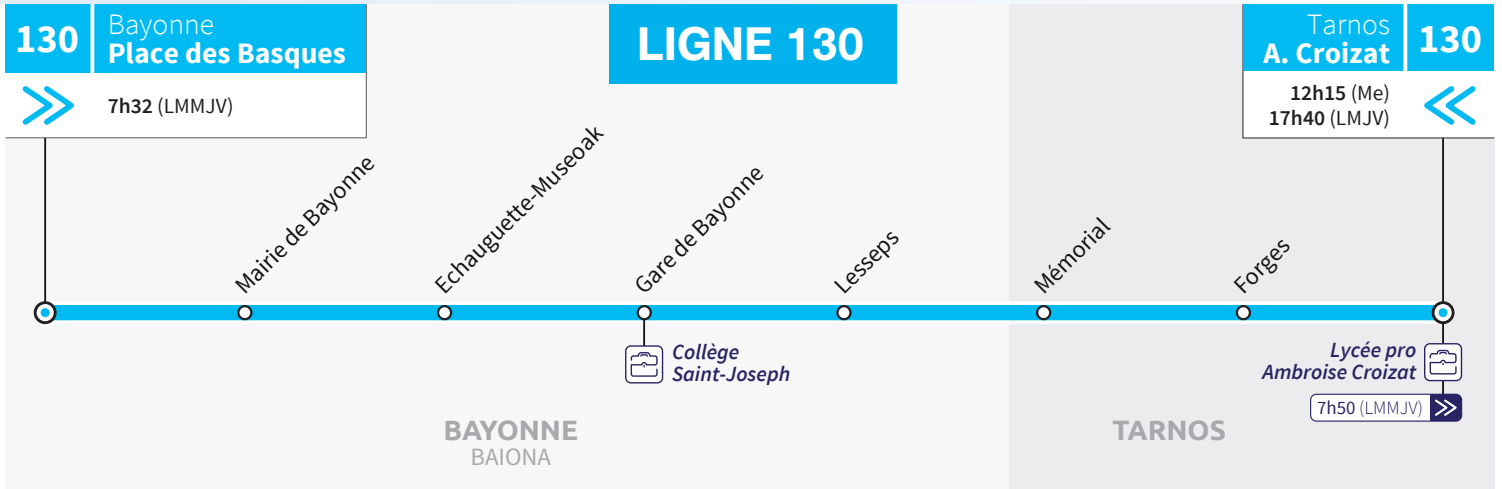 130
Bayonne
Place des Basques
7h32 (LMMJV)
LIGNE 130
Tarnos
A. Croizat
130
12h15 (Me)
17h40 (LMJV)
Mairie de Bayonne
Echauguette-Museoak
Gare de Bayonne
Lesseps
Mémorial
Forges
Collège
Saint-Joseph
Lycée pro
Ambroise Croizat
7h50 (LMMJV)
BAYONNE
BAIONA
TARNOS